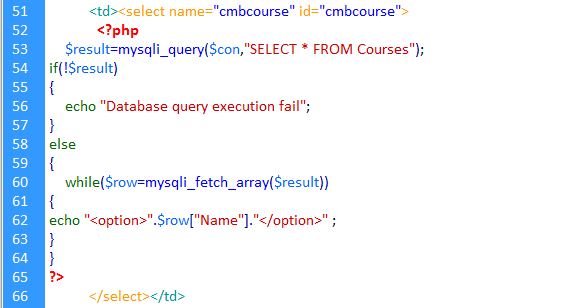 51 <td><select name="cmbcourse" id="cmbcourse">
52 <?php
53 $result=mysqli_query($con,"SELECT * FROM Courses");
54 if(!$result)
55 {
56 echo "Database query execution fail";
57 }
58 else
59 {
60 while($row=mysqli_fetch_array($result))
61 {
62 echo "<option>".$row["Name"]."</option>" ;
63 }
64 }
65 ?>
66 </select></td>